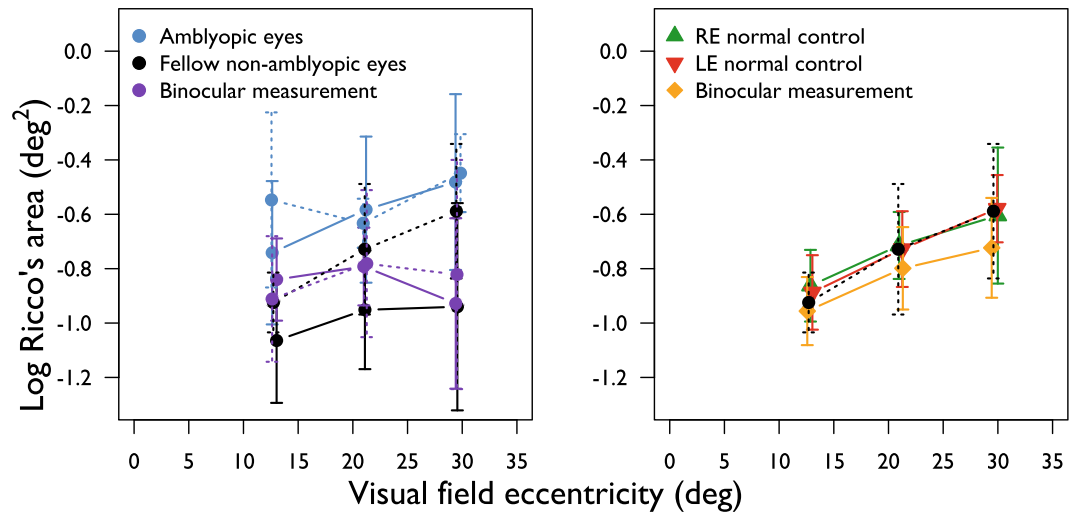 Log Ricco's area (deg2)
Amblyopic eyes
Fellow non-amblyopic eyes
Binocular measurement
0.0
-0.2
-0.4
-0.6
-0.8
-1.0
-1.2
0 5 10 15 20 25 30 35
RE normal control
LE normal control
Binocular measurement
0.0
-0.2
-0.4
-0.6
-0.8
-1.0
-1.2
0 5 10 15 20 25 30 35
Visual field eccentricity (deg)